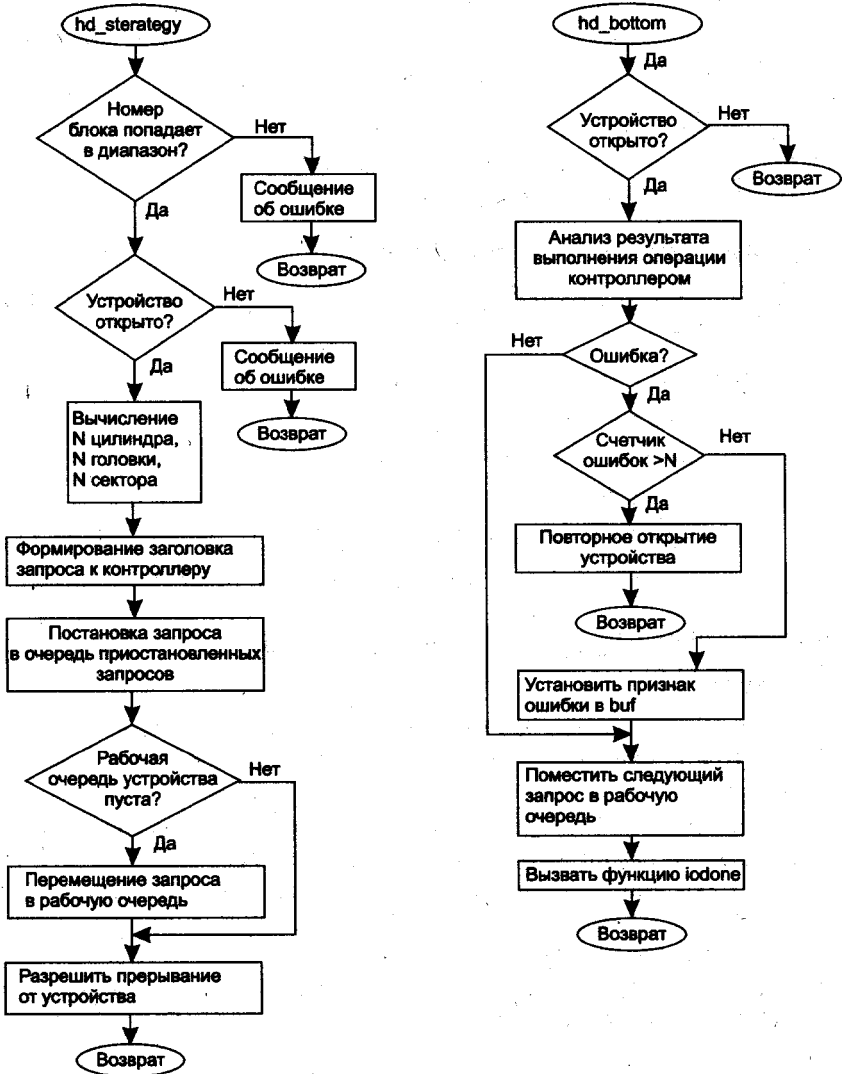 hd_sterategy
Номер
блока попадает
в диапазон?
Нет
Сообщение
об ошибке
Да
Возврат
Устройство
открыто?
Нет
Сообщение
об ошибке
Да
Возврат
Вычисление
N цилиндра,
N головки,
N сектора
Формирование заголовка
запроса к контроллеру
Постановка запроса
в очередь приостановленных
запросов
Рабочая
очередь устройства
пуста?
Нет
Да
Перемещение запроса
в рабочую очередь
Разрешить прерывание
от устройства
Возврат
hd_bottom
Да
Устройство
открыто?
Нет
Возврат
Да
Анализ результата
выполнения операции
контроллером
Нет
Ошибка?
Да
Счетчик
ошибок >N
Нет
Да
Повторное открытие
устройства
Возврат
Установить признак
ошибки в buf
Поместить следующий
запрос в рабочую
очередь
Вызвать функцию iodone
Возврат